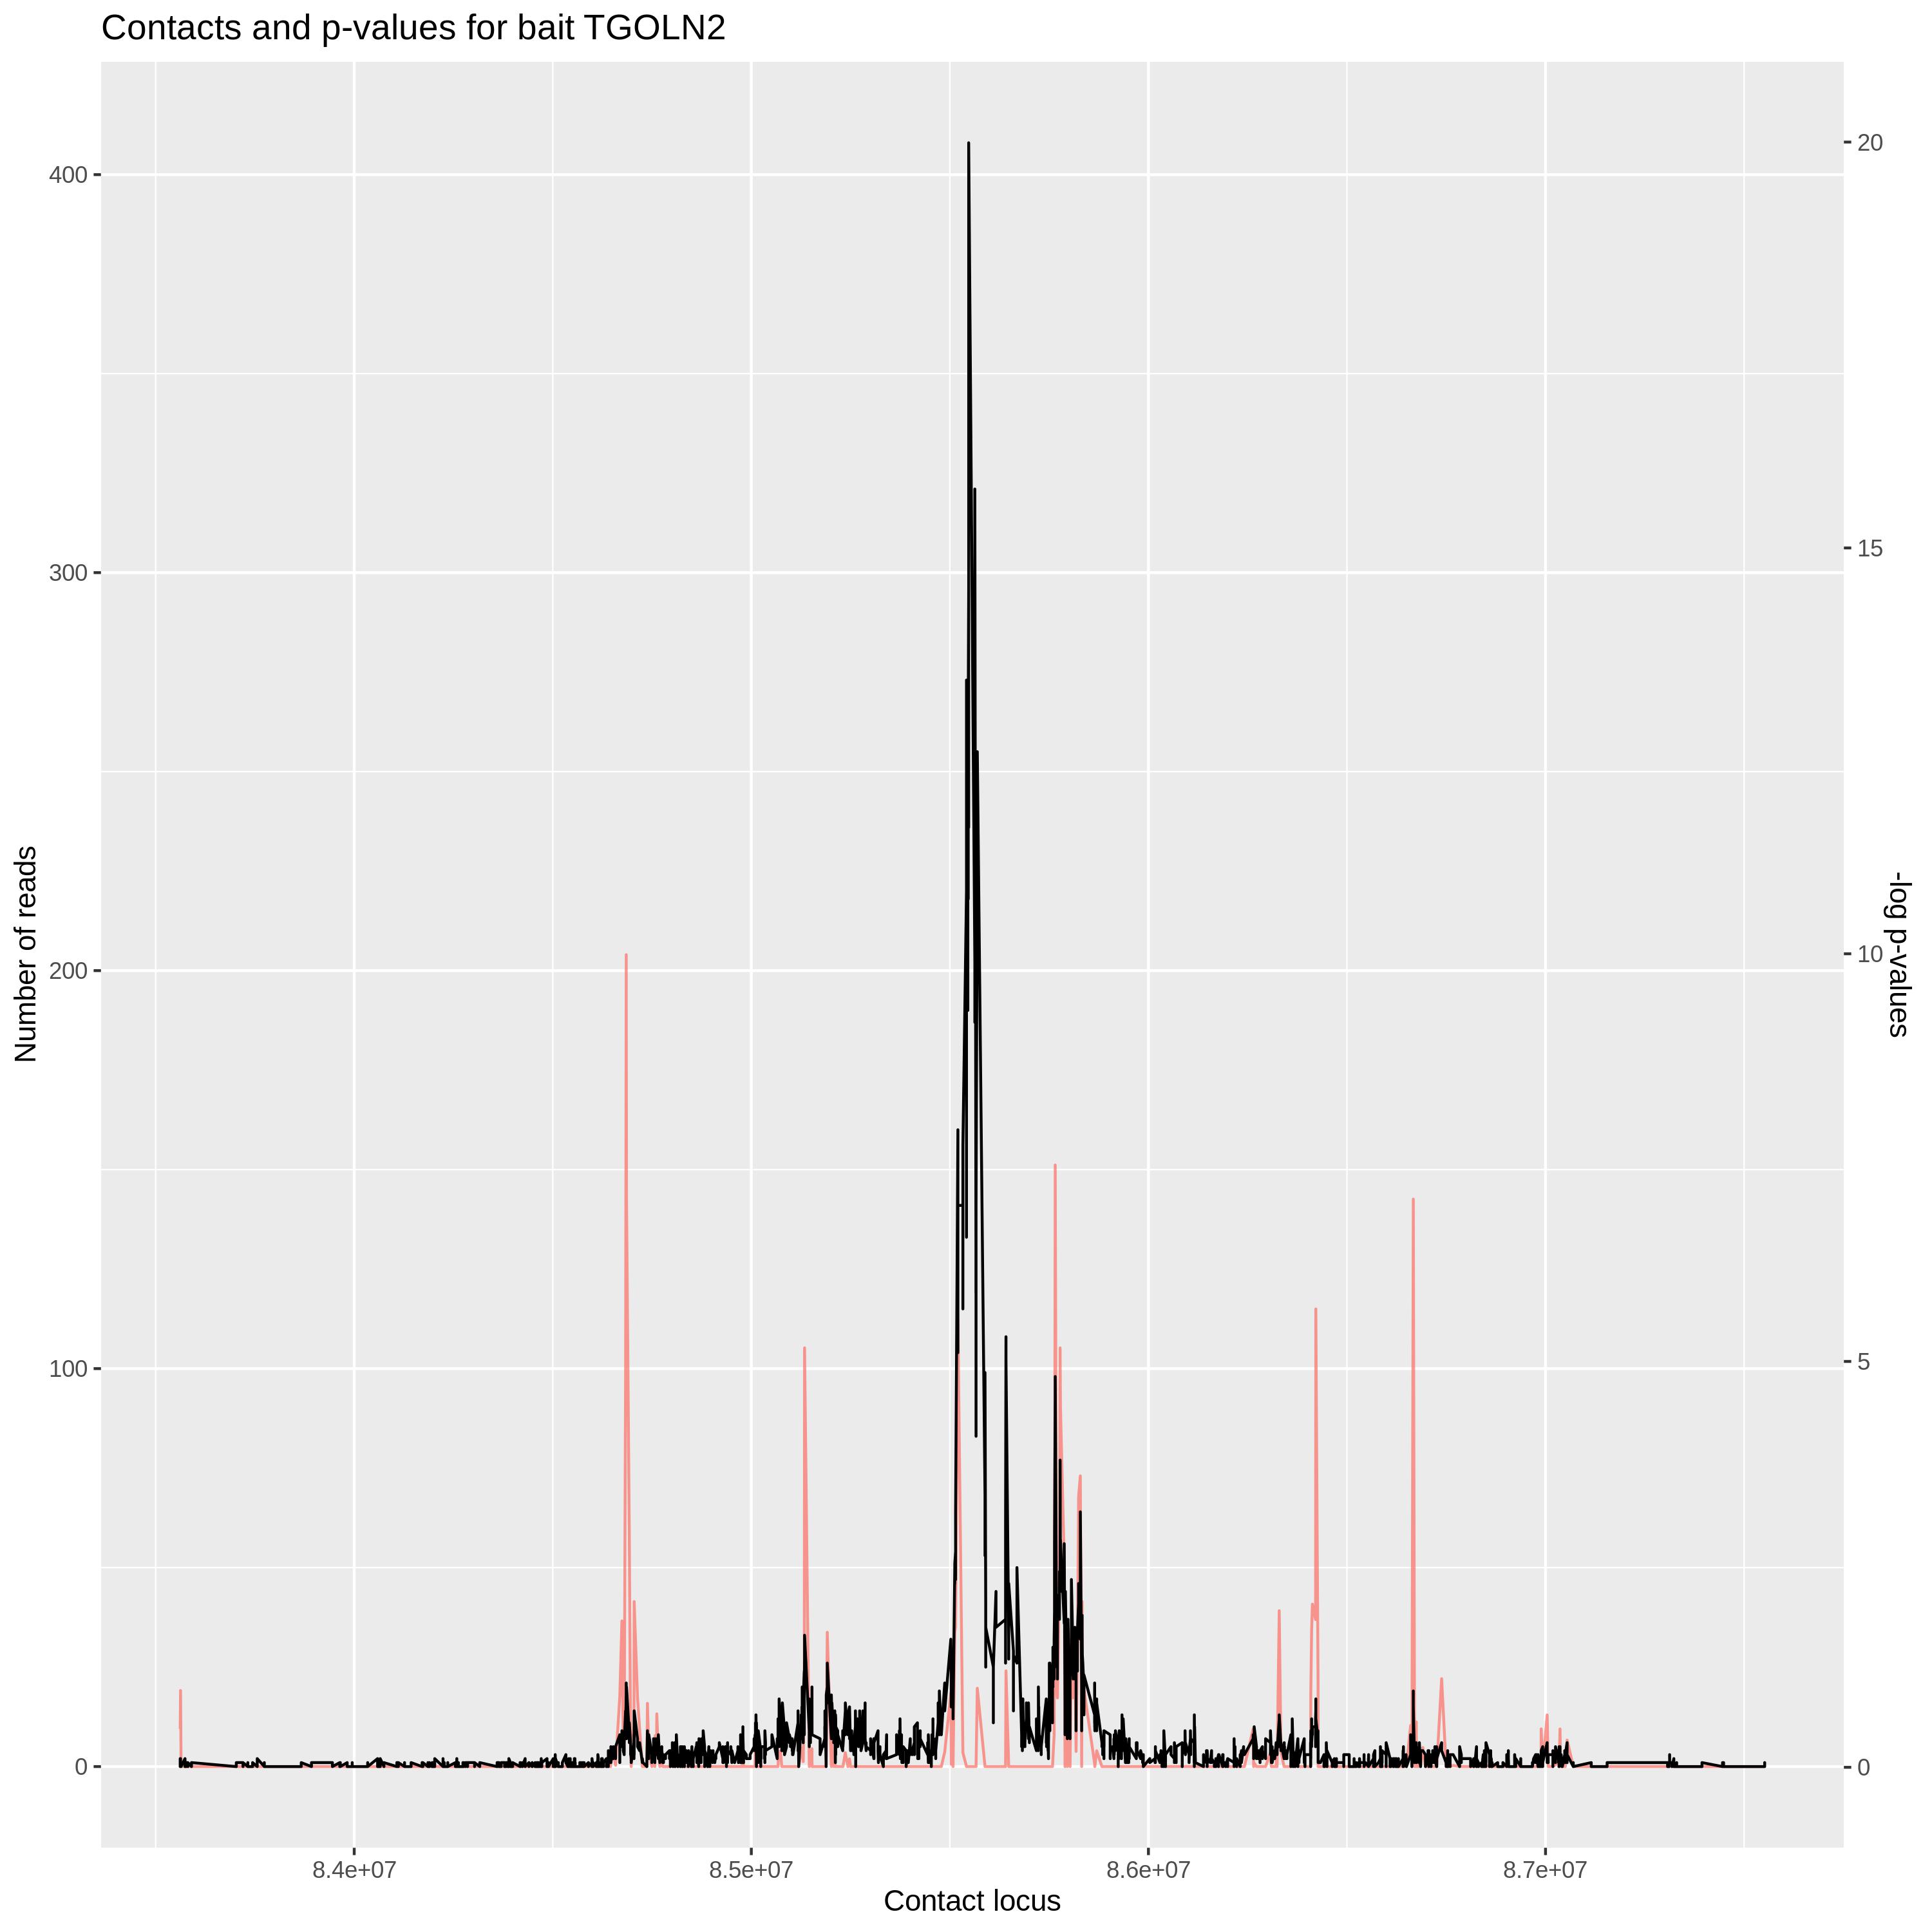 Contacts and p-values for bait TGOLN2
Number of reads
400
300
200
100
0
20
15
10
5
0
-log p-values
8.4e+07 8.5e+07 8.6e+07 8.7e+07
Contact locus